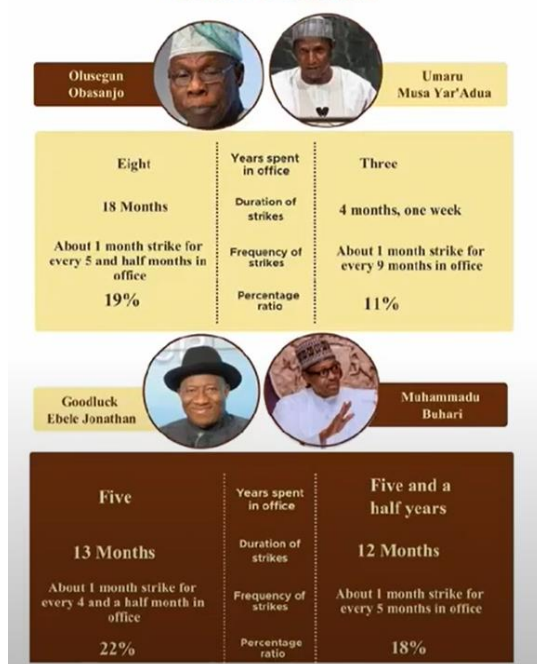 Olusegun
Obasanjo
Umaru
Musa Yar'Adua
Eight
Years spent
in office
Three
18 Months
Duration of
strikes
4 months, one week
About 1 month strike for
every 5 and half months in
office
Frequency of
strikes
About 1 month strike for
every 9 months in office
19%
Percentage
ratio
11%
Goodluck
Ebele Jonathan
Muhammadu
Buhari
Five
Years spent
in office
Five and a
half years
13 Months
Duration of
strikes
12 Months
About 1 month strike for
every 4 and a half month in
office
Frequency of
strikes
About 1 month strike for
every 5 months in office
22%
Percentage
ratio
18%